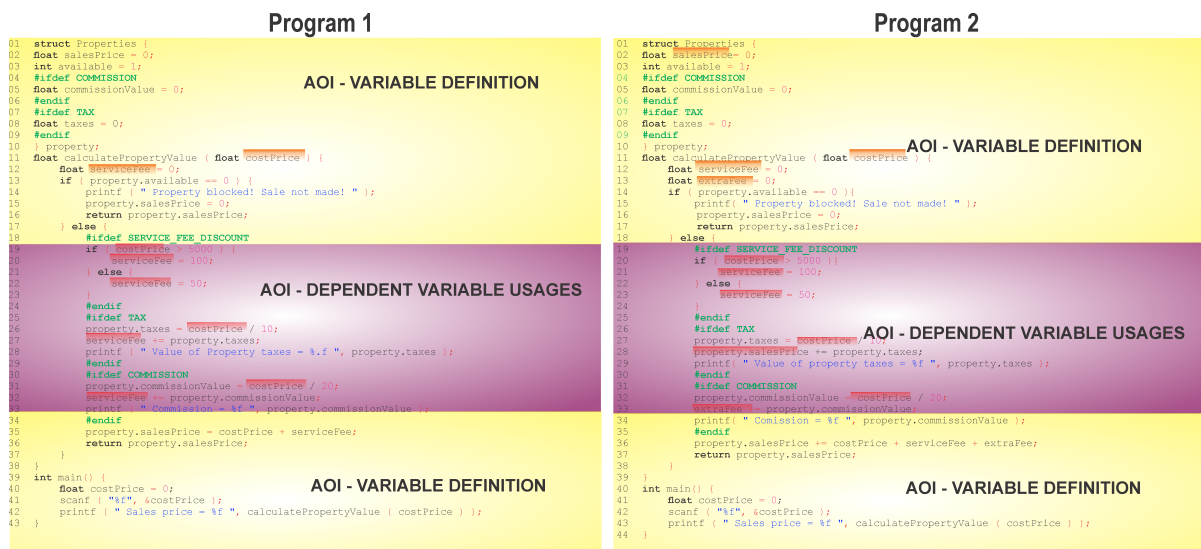 Program 1
01 struct Properties {
02 float salesPrice = 0;
03 int available = 1;
04 #ifdef COMMISSION
05 float commissionValue = 0;
06 #endif
07 #ifdef TAX
08 float taxes = 0;
09 #endif
10 } property;
11 float calculatePropertyValue ( float costPrice ) {
12 float serviceFee = 0;
13 if ( property.available == 0 ) {
14 printf ( " Property blocked! Sale not made! " );
15 property.salesPrice = 0;
16 return property.salesPrice;
17 } else {
18 #ifdef SERVICE_FEE_DISCOUNT
19 if ( costPrice > 5000 ) {
20 serviceFee = 100;
21 } else {
22 serviceFee = 50;
23 }
24 #endif
25 #ifdef TAX
26 property.taxes = costPrice / 10;
27 serviceFee += property.taxes;
28 printf ( " Value of Property taxes = %.f ", property.taxes );
29 #endif
30 #ifdef COMMISSION
31 property.commissionValue = costPrice / 20;
32 serviceFee += property.commissionValue;
33 printf ( " Commission = %f ", property.commissionValue );
34 #endif
35 property.salesPrice = costPrice + serviceFee;
36 return property.salesPrice;
37 }
38 }
39 int main() {
40 float costPrice = 0;
41 scanf ( "%f", &costPrice );
42 printf ( " Sales price = %f ", calculatePropertyValue ( costPrice ) );
43 }
AOI - VARIABLE DEFINITION
AOI - DEPENDENT VARIABLE USAGES
AOI - VARIABLE DEFINITION
Program 2
01 struct Properties {
02 float salesPrice= 0;
03 int available = 1;
04 #ifdef COMMISSION
05 float commissionValue = 0;
06 #endif
07 #ifdef TAX
08 float taxes = 0;
09 #endif
10 } property;
11 float calculatePropertyValue ( float costPrice ) {
12 float serviceFee = 0;
13 float extraFee = 0;
14 if ( property.available == 0 ){
15 printf( " Property blocked! Sale not made! " );
16 property.salesPrice = 0;
17 return property.salesPrice;
18 } else {
19 #ifdef SERVICE_FEE_DISCOUNT
20 if ( costPrice > 5000 ){
21 serviceFee = 100;
22 } else {
23 serviceFee = 50;
24 }
25 #endif
26 #ifdef TAX
27 property.taxes = costPrice / 10;
28 property.salesPrice += property.taxes;
29 printf( " Value of property taxes = %f ", property.taxes );
30 #endif
31 #ifdef COMMISSION
32 property.commissionValue = costPrice / 20;
33 extraFee = property.commissionValue;
34 printf( " Comission = %f ", property.commissionValue );
35 #endif
36 property.salesPrice += costPrice + serviceFee + extraFee;
37 return property.salesPrice;
38 }
39 }
40 int main() {
41 float costPrice = 0;
42 scanf ( "%f", &costPrice );
43 printf ( " Sales price = %f ", calculatePropertyValue ( costPrice ) );
44 }
AOI - VARIABLE DEFINITION
AOI - DEPENDENT VARIABLE USAGES
AOI - VARIABLE DEFINITION